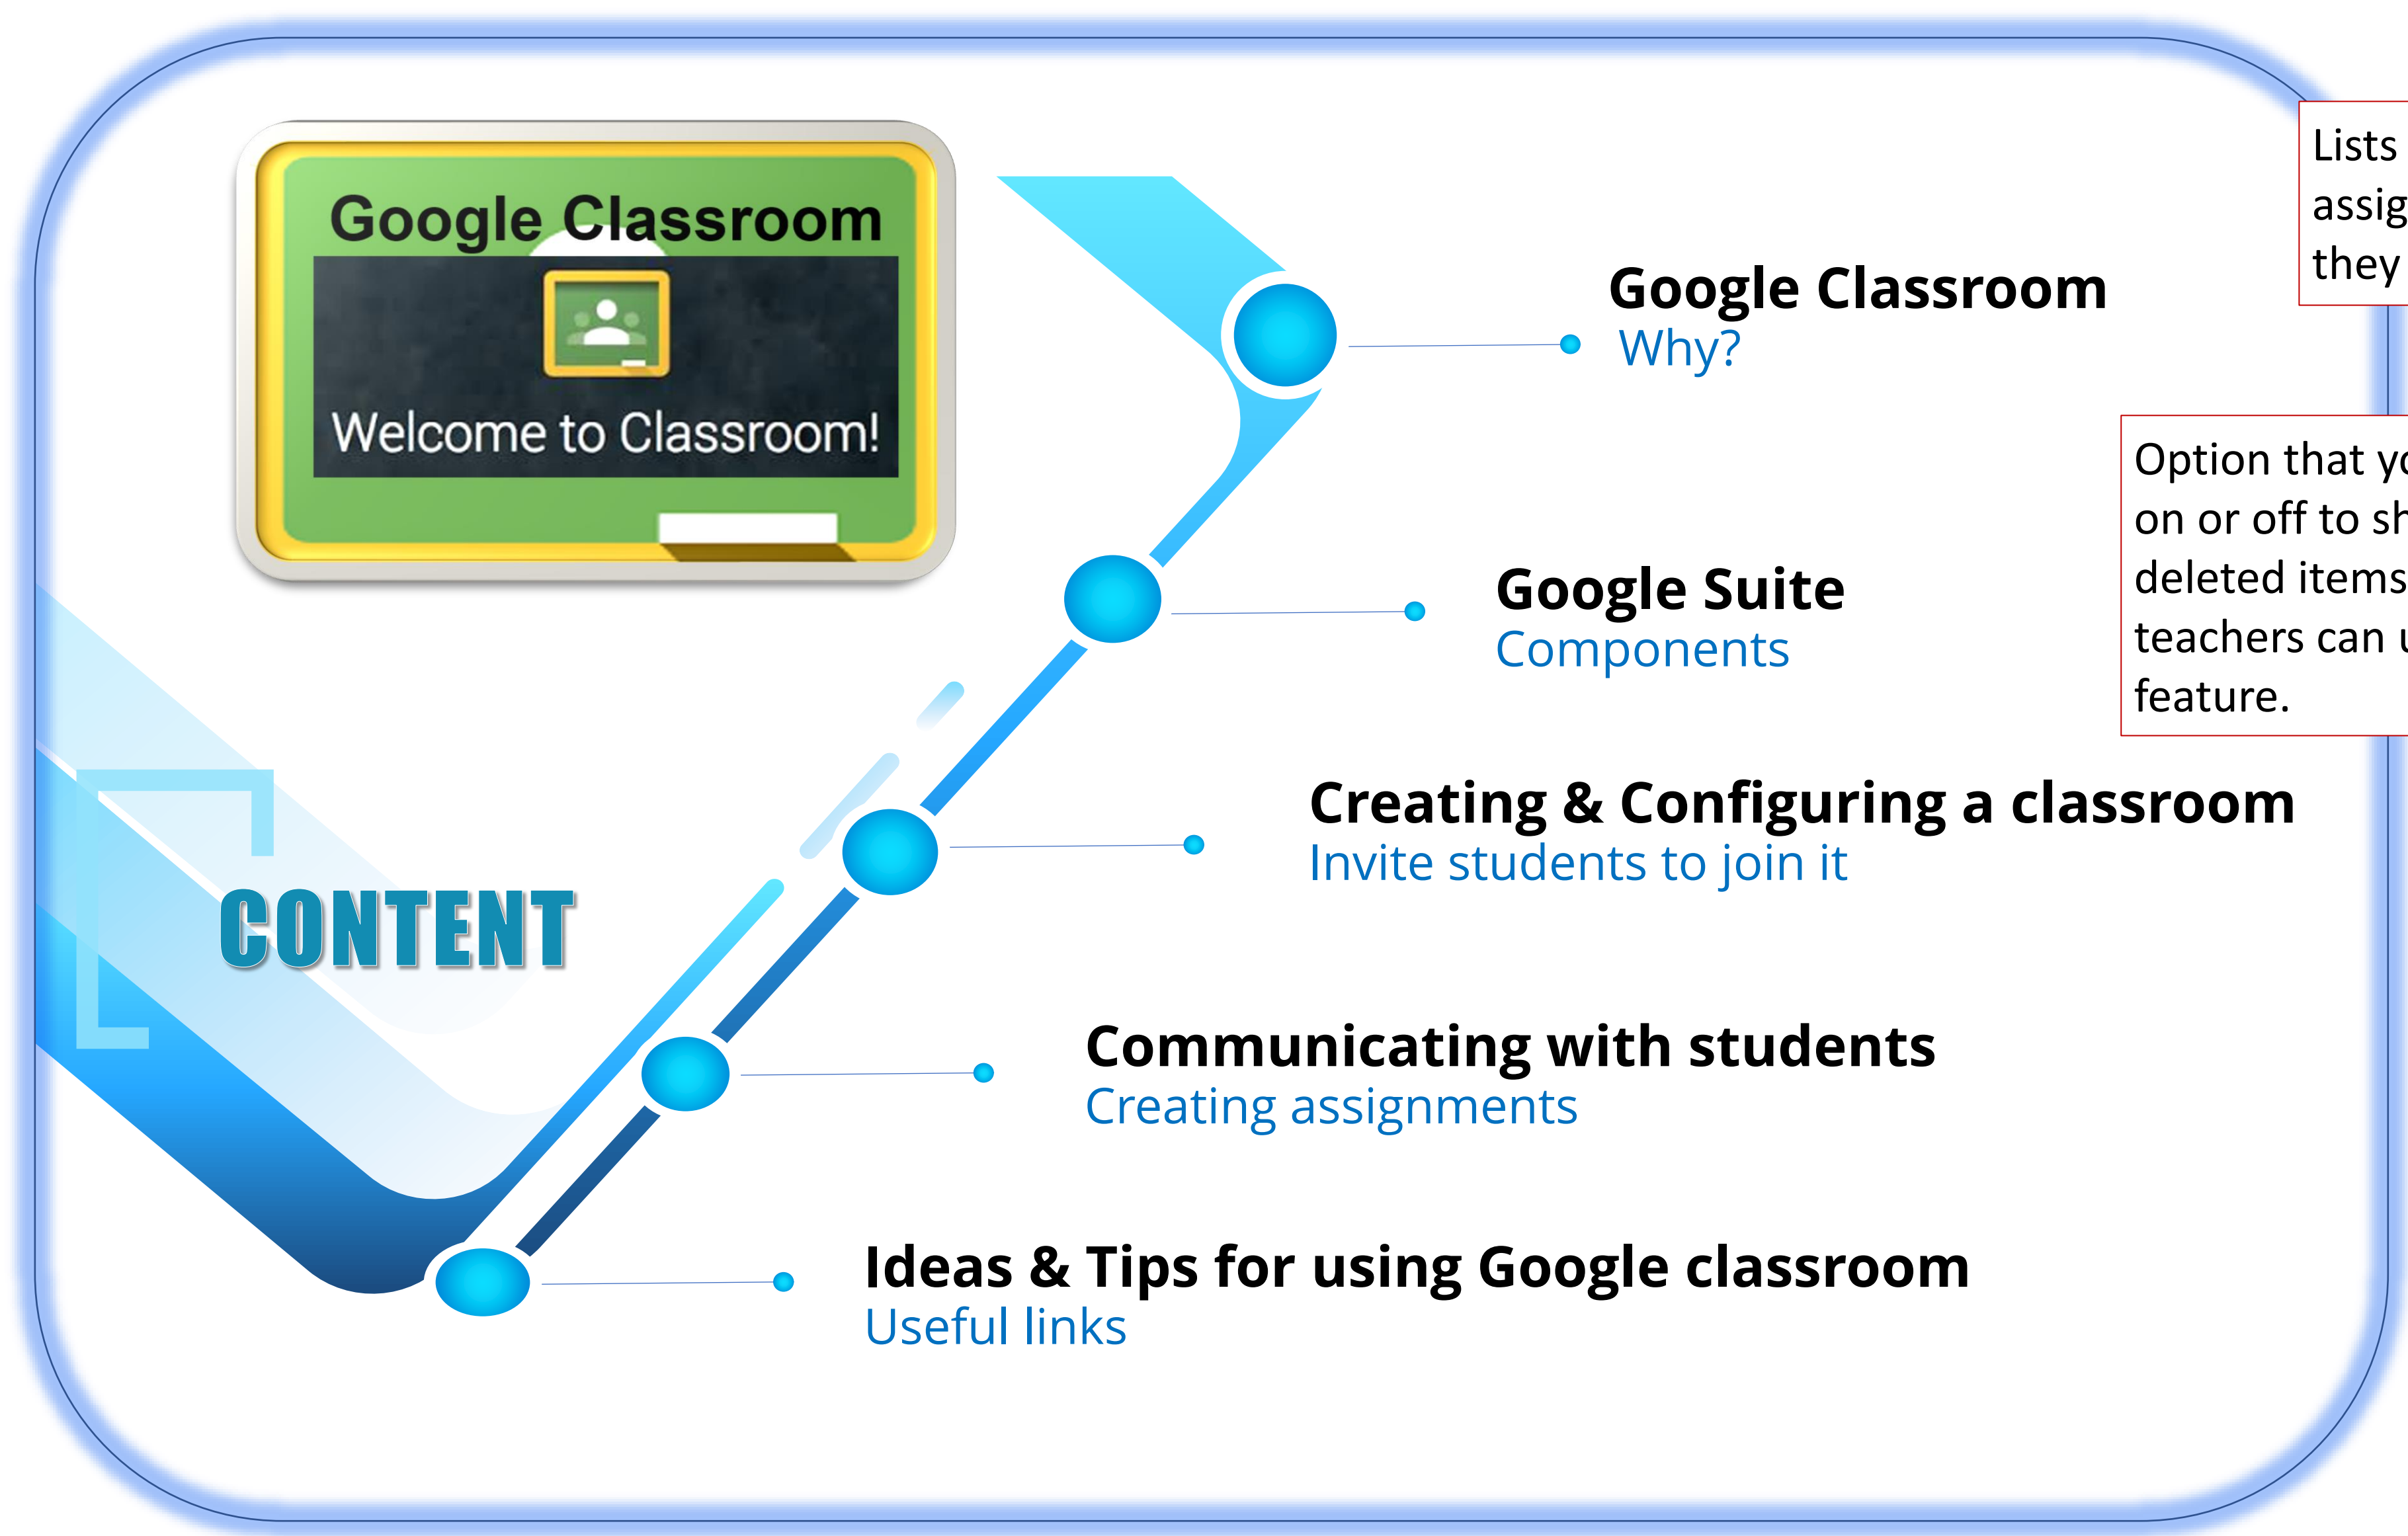 Google Classroom
Welcome to Classroom!
Google Classroom
Why?
Google Suite
Components
Creating & Configuring a classroom
Invite students to join it
CONTENT
Communicating with students
Creating assignments
Ideas & Tips for using Google classroom
Useful links
Lists
they
Option that
on or off to
deleted items
teachers can
feature.